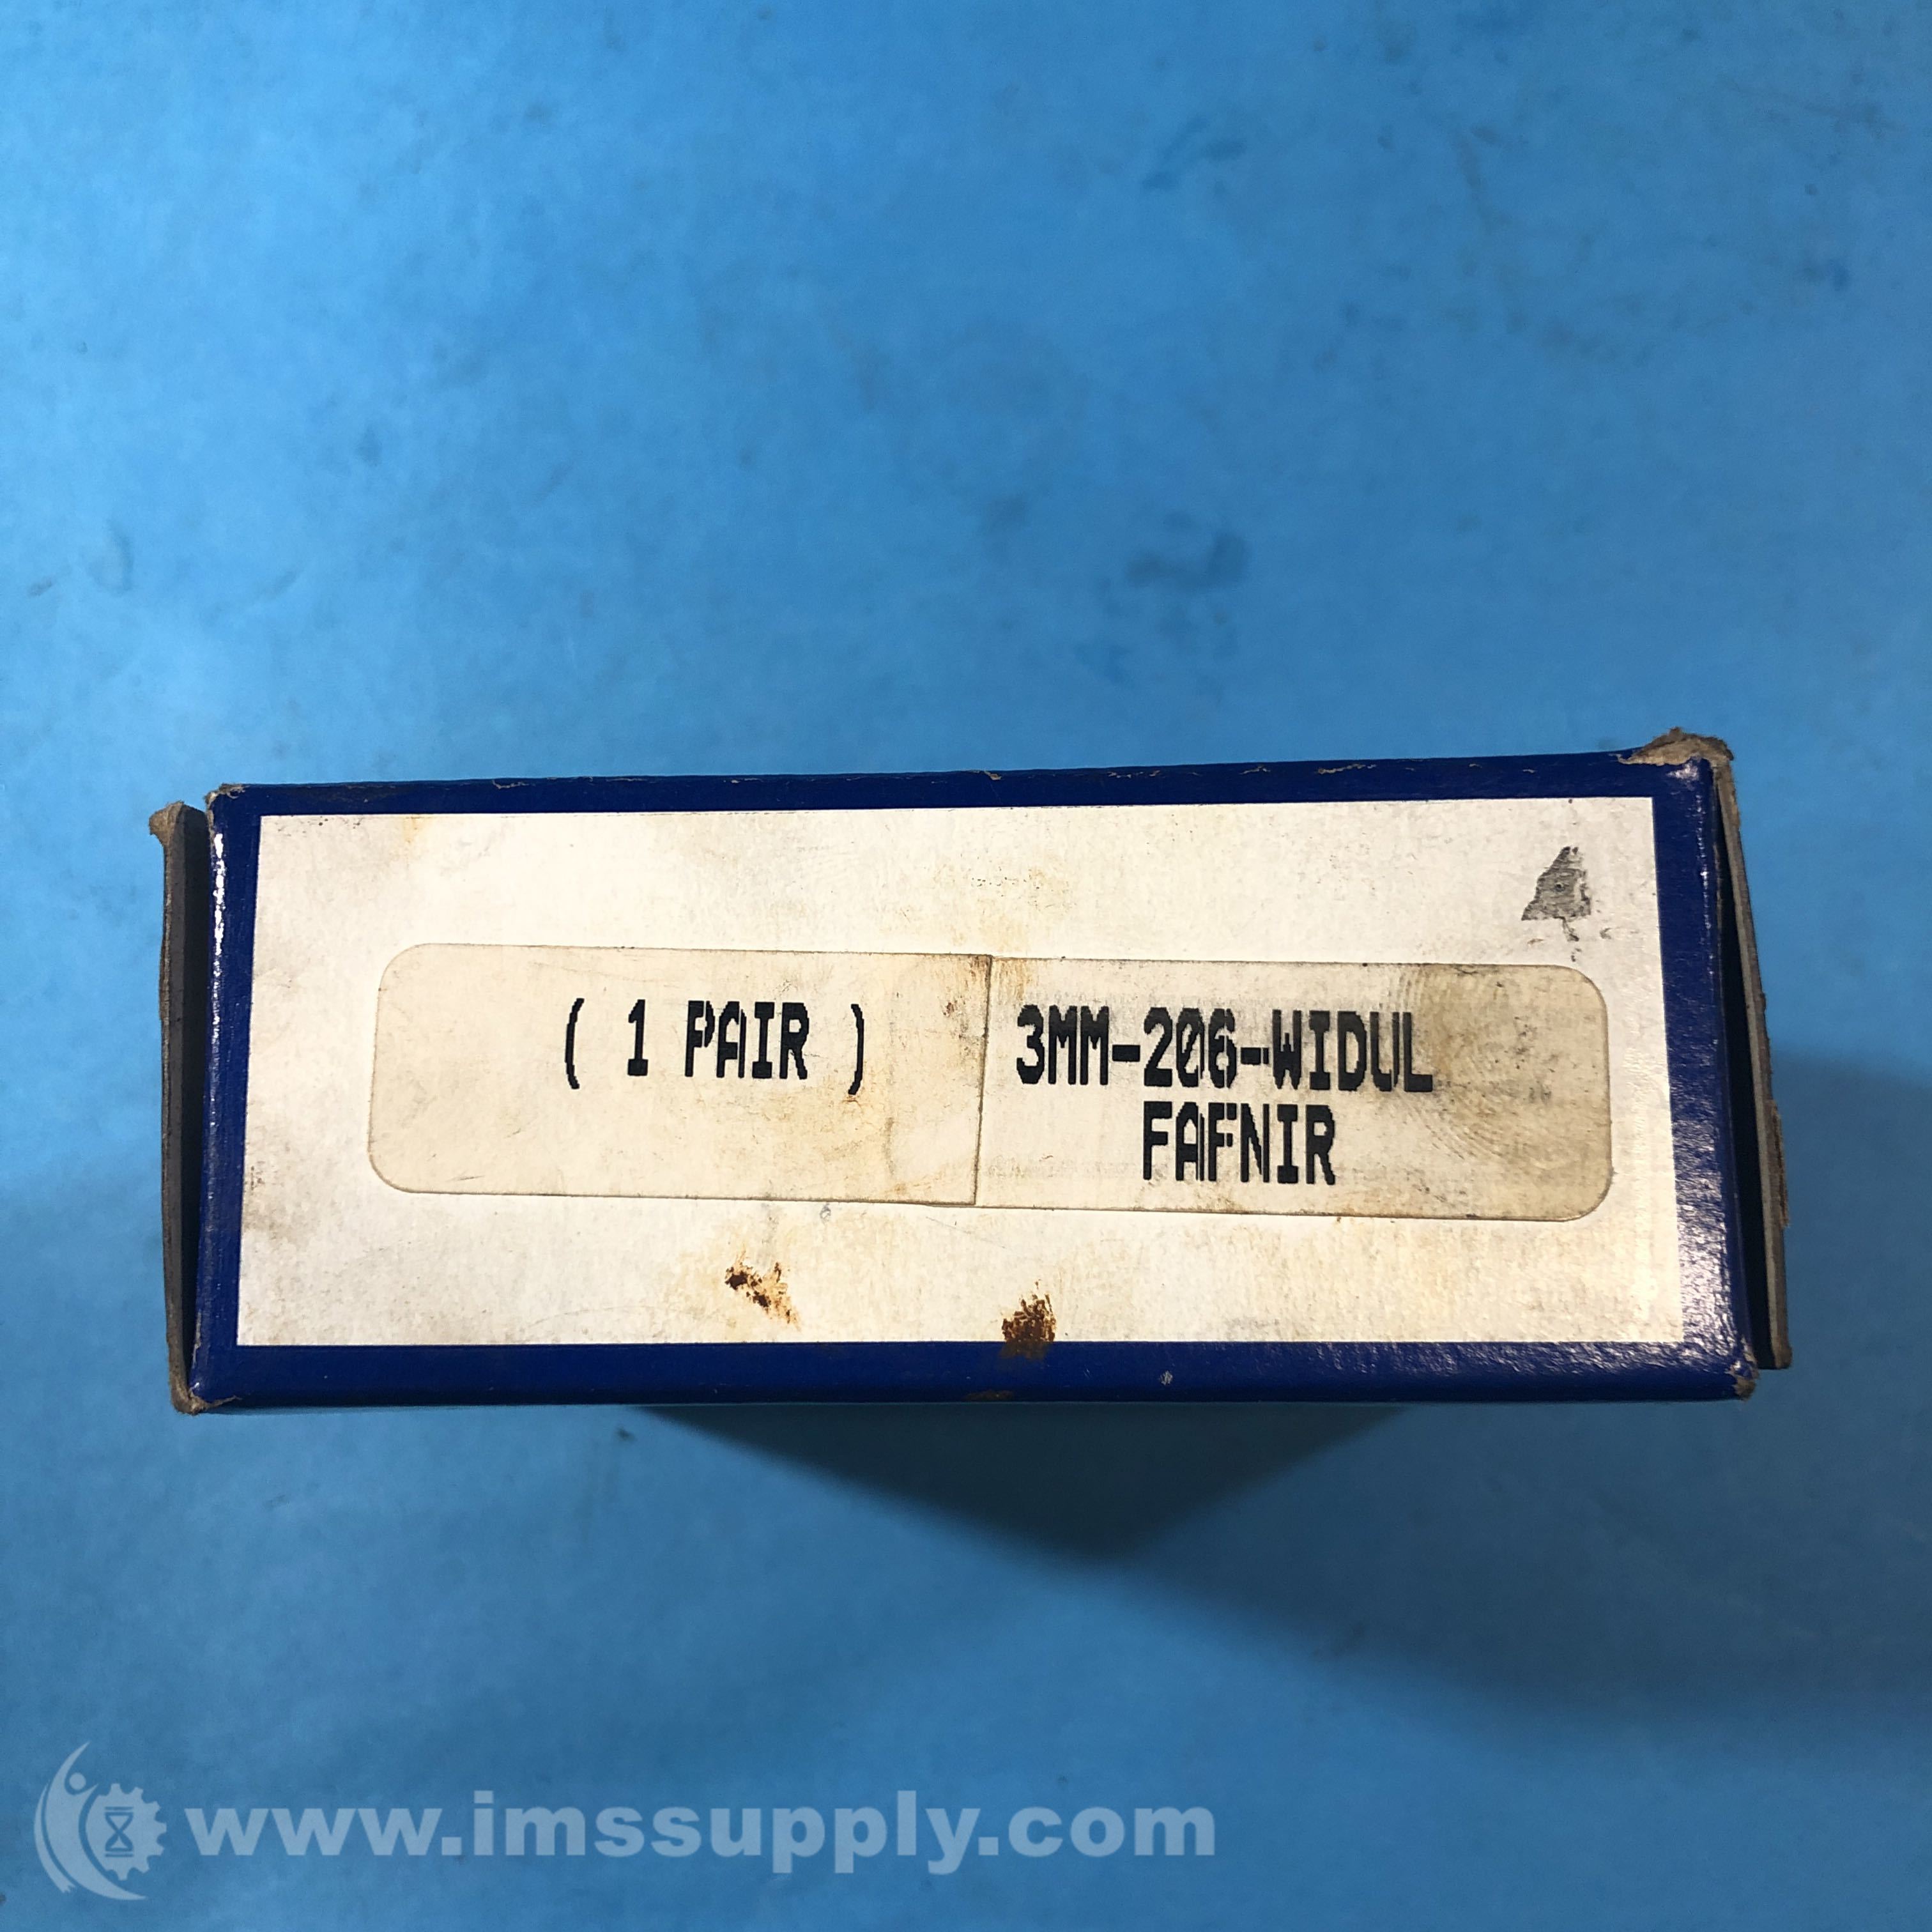 ( 1 PAIR ) 3MM-206-WIDUL
FAFNIR
www.imssupply.com